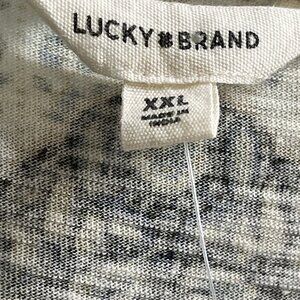 LUCKY BRAND
XXL
MADE IN
INDIA